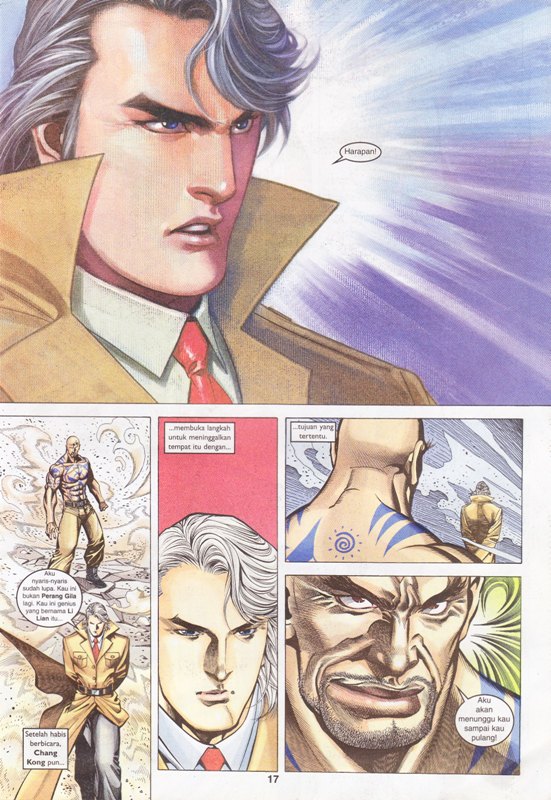 Harapan!
Aku
nyaris-nyaris
sudah lupa. Kau ini
bukan Perang Gila
lagi. Kau ini genius
yang bernama Li
Lian itu...
Setelah habis
berbicara,
Chang
Kong pun...
...membuka langkah
untuk meninggalkan
tempat itu dengan...
...tujuan yang
tertentu.
Aku
akan
menunggu kau
sampai kau
pulang!
17